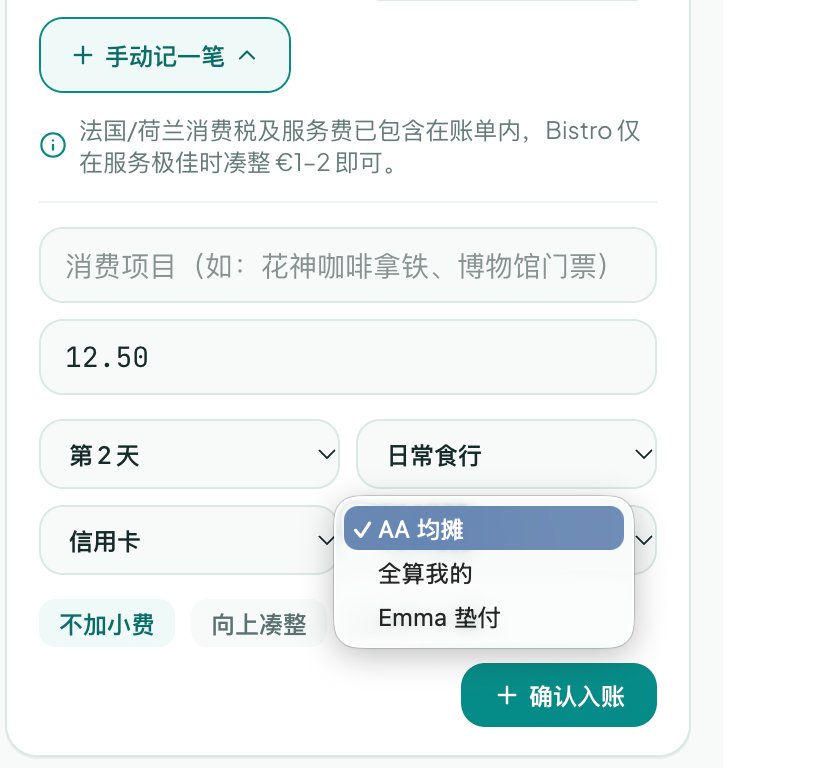 手动记一笔
法国/荷兰消费税及服务费已包含在账单内，Bistro 仅
在服务极佳时凑整 €1–2 即可。
消费项目（如：花神咖啡拿铁、博物馆门票）
12.50
第 2 天
日常食行
信用卡
AA 均摊
全算我的
Emma 垫付
不加小费
向上凑整
确认入账